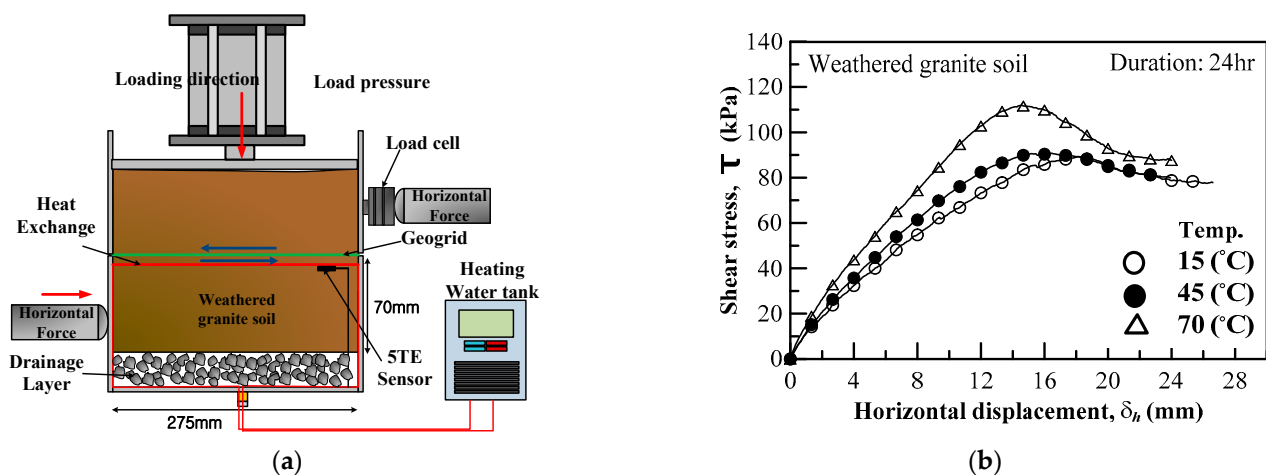 Loading direction
Load pressure
Load cell
Horizontal
Force
Heat
Exchange
Geogrid
Heating
Water tank
Weathered
granite soil
70mm
Horizontal
Force
5TE
Sensor
Drainage
Layer
275mm
(a)
Weathered granite soil
Duration: 24hr
Shear stress, τ (kPa)
140
120
100
80
60
40
20
0
Temp.
15 (°C)
45 (°C)
70 (°C)
0 4 8 12 16 20 24 28
Horizontal displacement, δh (mm)
(b)